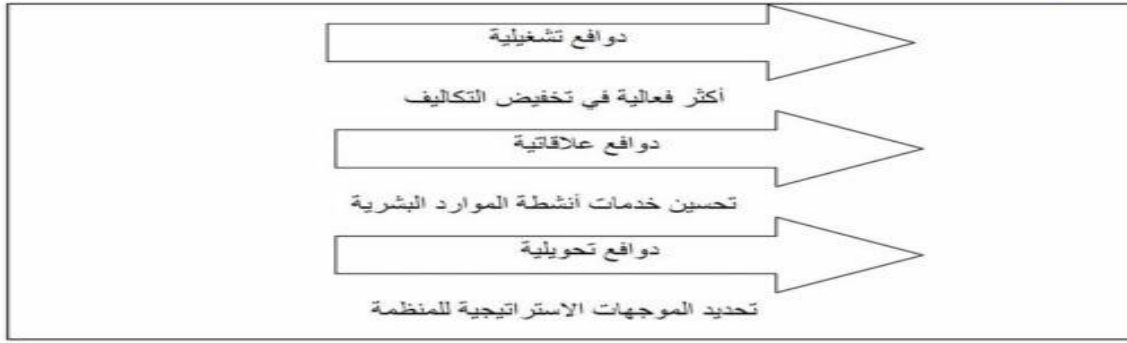 دوافع تشغيلية
أكثر فعالية في تخفيض التكاليف
دوافع علاقاتية
تحسين خدمات أنشطة الموارد البشرية
دوافع تحويلية
تحديد الموجهات الاستراتيجية للمنظمة